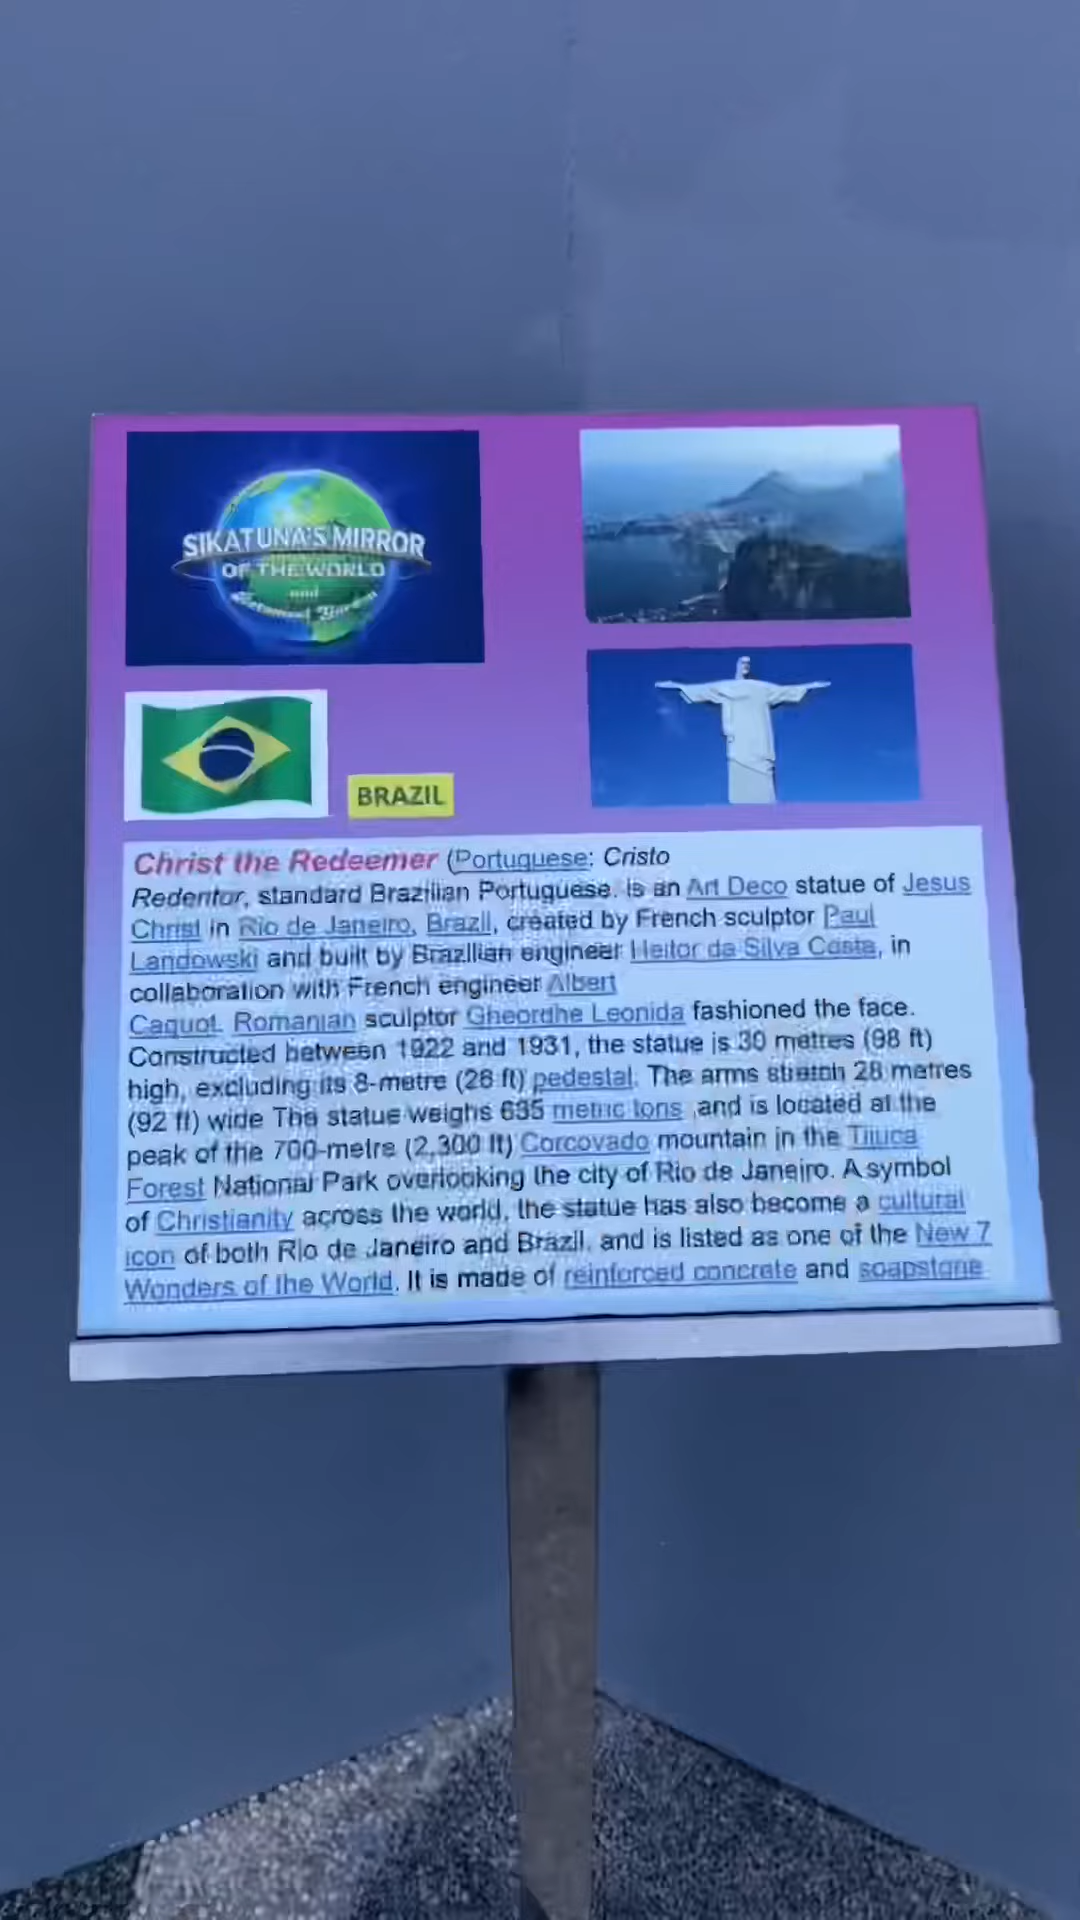 SIKATUNA'S MIRROR
OF THE WORLD
and
Botanical Garden
BRAZIL
Christ the Redeemer (Portuguese: Cristo
Redentor, standard Brazilian Portuguese. is an Art Deco statue of Jesus
Christ in Rio de Janeiro, Brazil, created by French sculptor Paul
Landowski and built by Brazilian engineer Heitor da Silva Costa, in
collaboration with French engineer Albert
Caquot. Romanian sculptor Gheorghe Leonida fashioned the face.
Constructed between 1922 and 1931, the statue is 30 metres (98 ft)
high, excluding its 8-metre (26 ft) pedestal. The arms stretch 28 metres
(92 ft) wide The statue weighs 635 metric tons ,and is located at the
peak of the 700-metre (2,300 ft) Corcovado mountain in the Tijuca
Forest National Park overlooking the city of Rio de Janeiro. A symbol
of Christianity across the world, the statue has also become a cultural
icon of both Rio de Janeiro and Brazil, and is listed as one of the New 7
Wonders of the World. It is made of reinforced concrete and soapstone